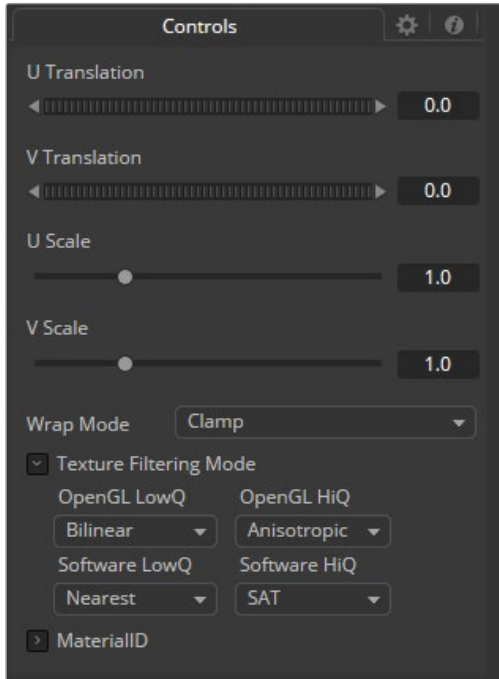 Controls
U Translation
0.0
V Translation
0.0
U Scale
1.0
V Scale
1.0
Wrap Mode Clamp
Texture Filtering Mode
OpenGL LowQ OpenGL HiQ
Bilinear Anisotropic
Software LowQ Software HiQ
Nearest SAT
MaterialID